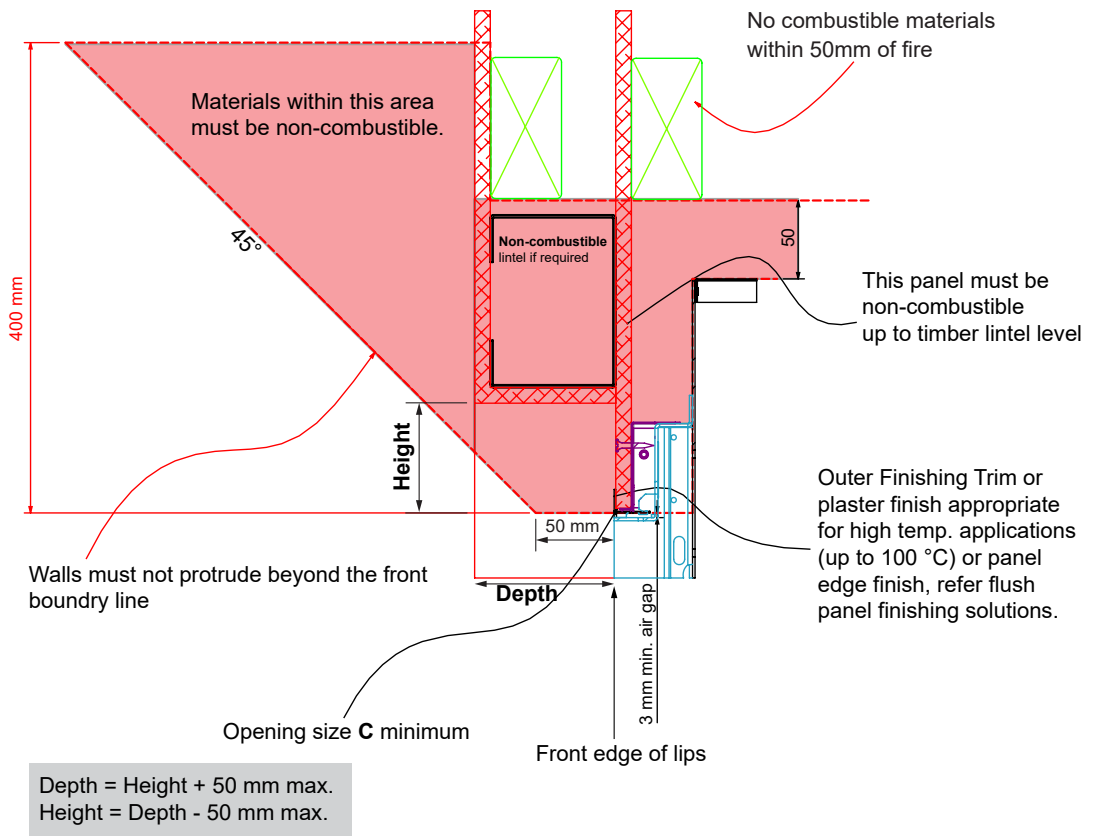 No combustible materials
within 50mm of fire
Materials within this area
must be non-combustible.
45°
400 mm
Non-combustible
lintel if required
50
This panel must be
non-combustible
up to timber lintel level
Height
50 mm
Outer Finishing Trim or
plaster finish appropriate
for high temp. applications
(up to 100 °C) or panel
edge finish, refer flush
panel finishing solutions.
Walls must not protrude beyond the front
boundry line
Depth
3 mm min. air gap
Opening size C minimum
Front edge of lips
Depth = Height + 50 mm max.
Height = Depth - 50 mm max.